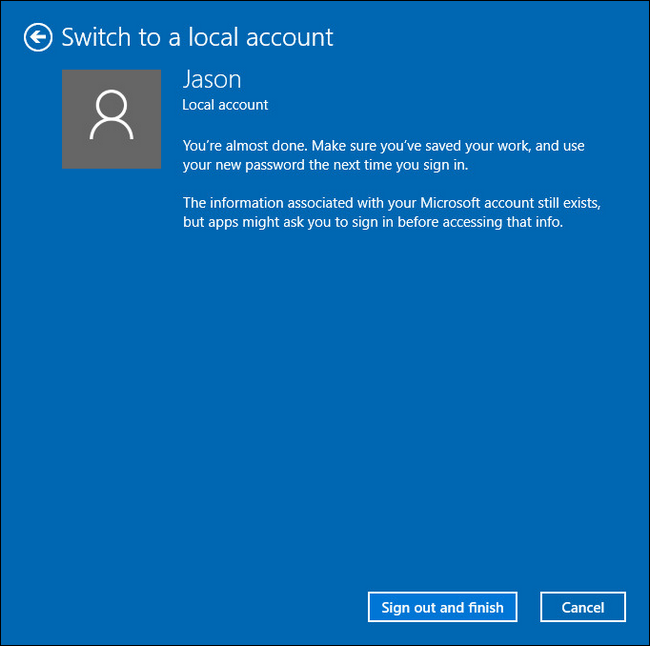 Switch to a local account
Jason
Local account
You're almost done. Make sure you've saved your work, and use
your new password the next time you sign in.
The information associated with your Microsoft account still exists,
but apps might ask you to sign in before accessing that info.
Sign out and finish
Cancel